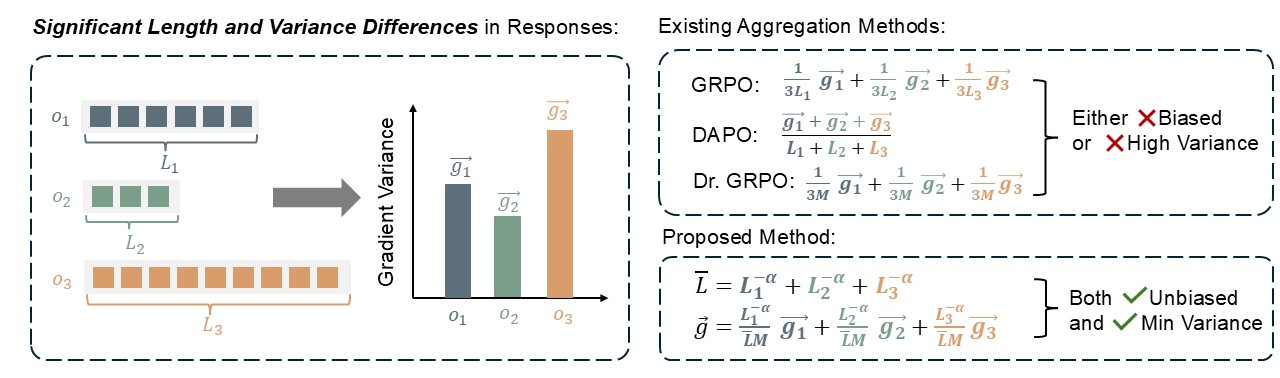 Significant Length and Variance Differences in Responses:
o₁
L₁
o₂
L₂
o₃
L₃
Gradient Variance
g₁⃗
g₂⃗
g₃⃗
o₁ o₂ o₃
Existing Aggregation Methods:
GRPO: 1/3L₁ g₁⃗ + 1/3L₂ g₂⃗ + 1/3L₃ g₃⃗
DAPO: g₁⃗ + g₂⃗ + g₃⃗ / L₁ + L₂ + L₃
Dr. GRPO: 1/3M g₁⃗ + 1/3M g₂⃗ + 1/3M g₃⃗
Either ❌Biased
or ❌High Variance
Proposed Method:
L̅ = L₁^-α + L₂^-α + L₃^-α
g⃗ = L₁^-α/L̅M g₁⃗ + L₂^-α/L̅M g₂⃗ + L₃^-α/L̅M g₃⃗
Both ✓Unbiased
and ✓Min Variance